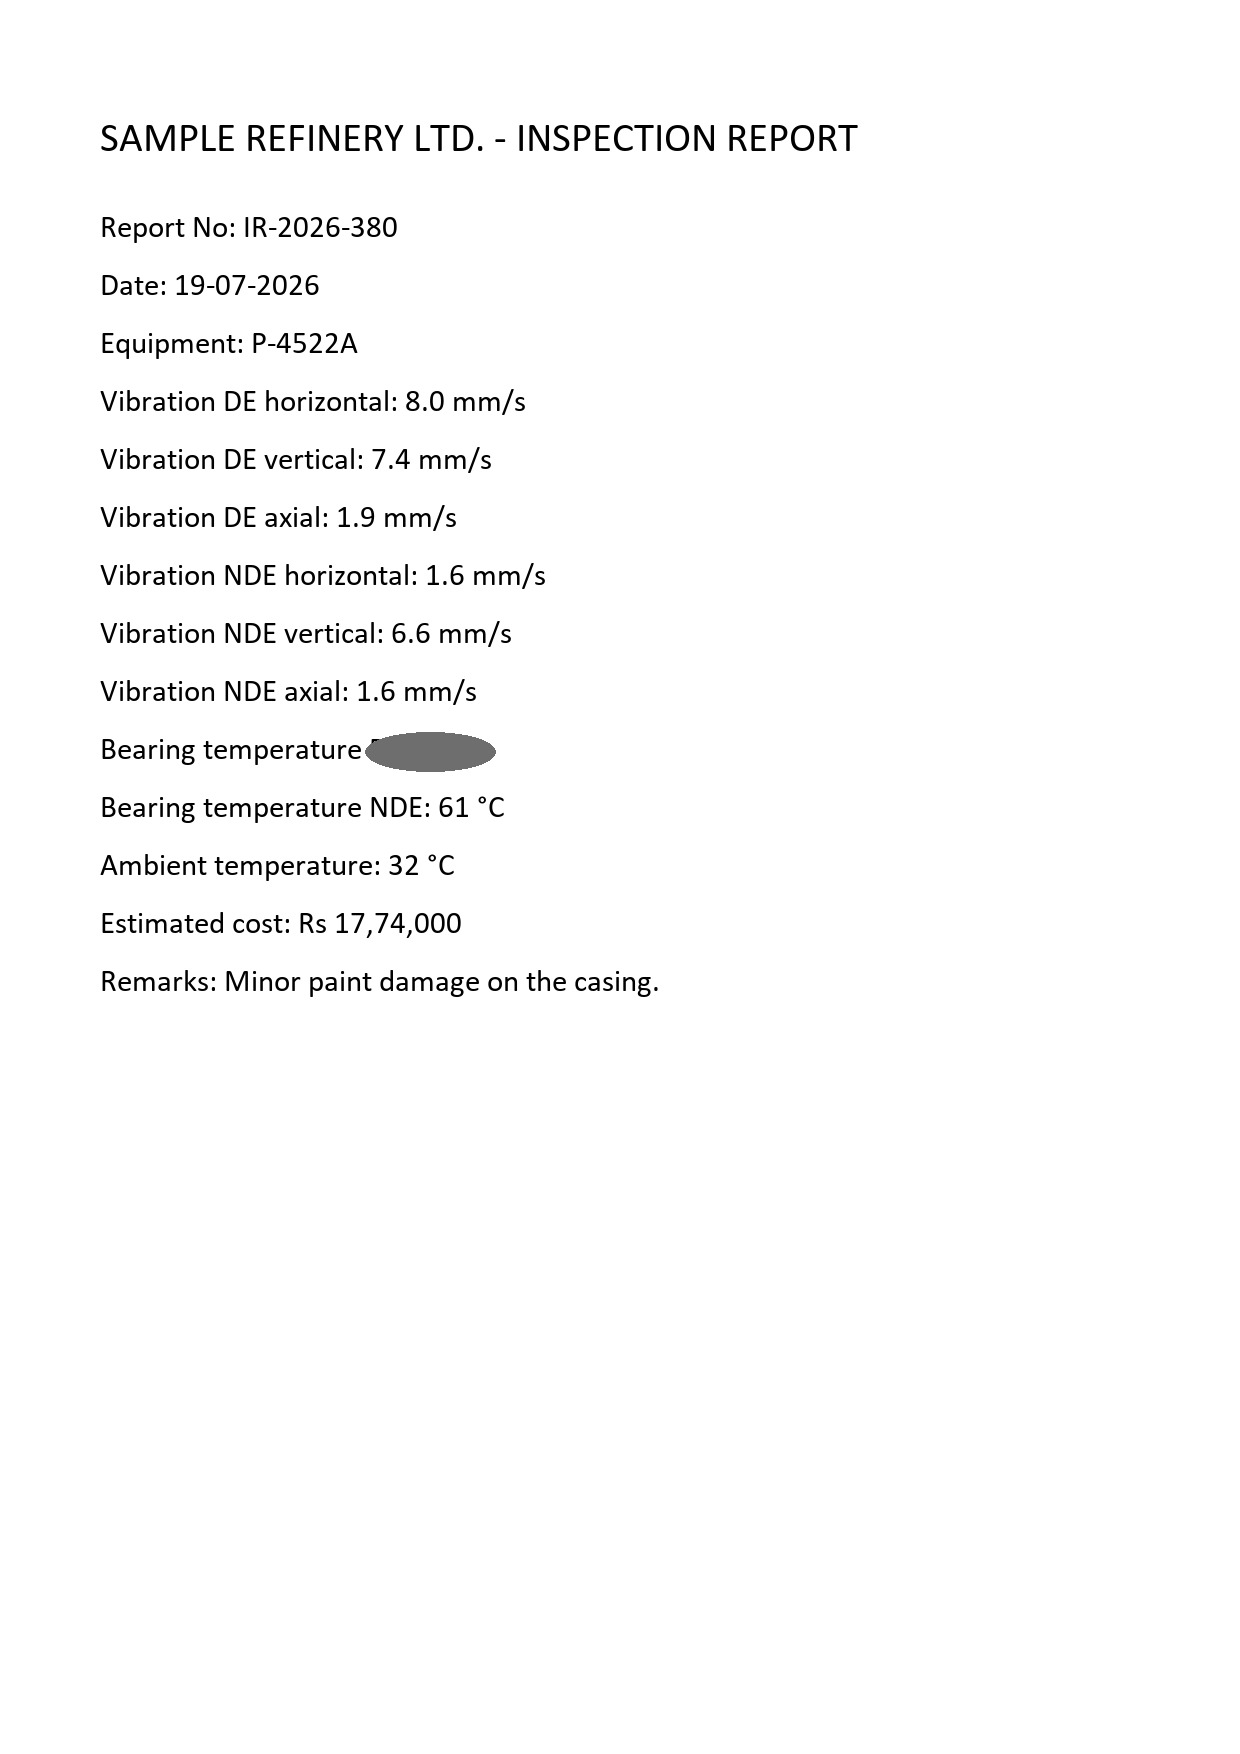 SAMPLE REFINERY LTD. - INSPECTION REPORT
Report No: IR-2026-380
Date: 19-07-2026
Equipment: P-4522A
Vibration DE horizontal: 8.0 mm/s
Vibration DE vertical: 7.4 mm/s
Vibration DE axial: 1.9 mm/s
Vibration NDE horizontal: 1.6 mm/s
Vibration NDE vertical: 6.6 mm/s
Vibration NDE axial: 1.6 mm/s
Bearing temperature
Bearing temperature NDE: 61 °C
Ambient temperature: 32 °C
Estimated cost: Rs 17,74,000
Remarks: Minor paint damage on the casing.